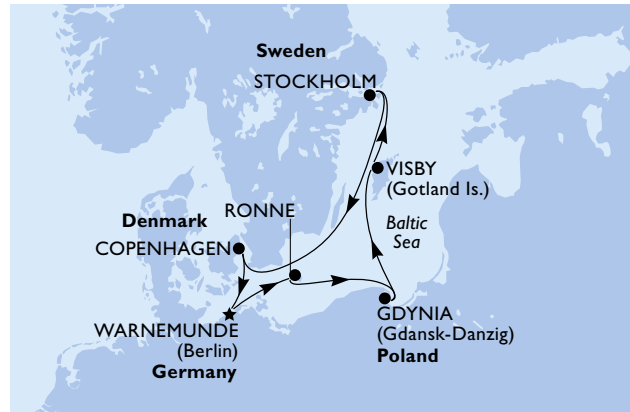 Sweden
STOCKHOLM
VISBY
(Gotland Is.)
RONNE
Denmark
COPENHAGEN
Baltic
Sea
WARNEMUNDE
(Berlin)
Germany
GDYNIA
(Gdansk-Danzig)
Poland